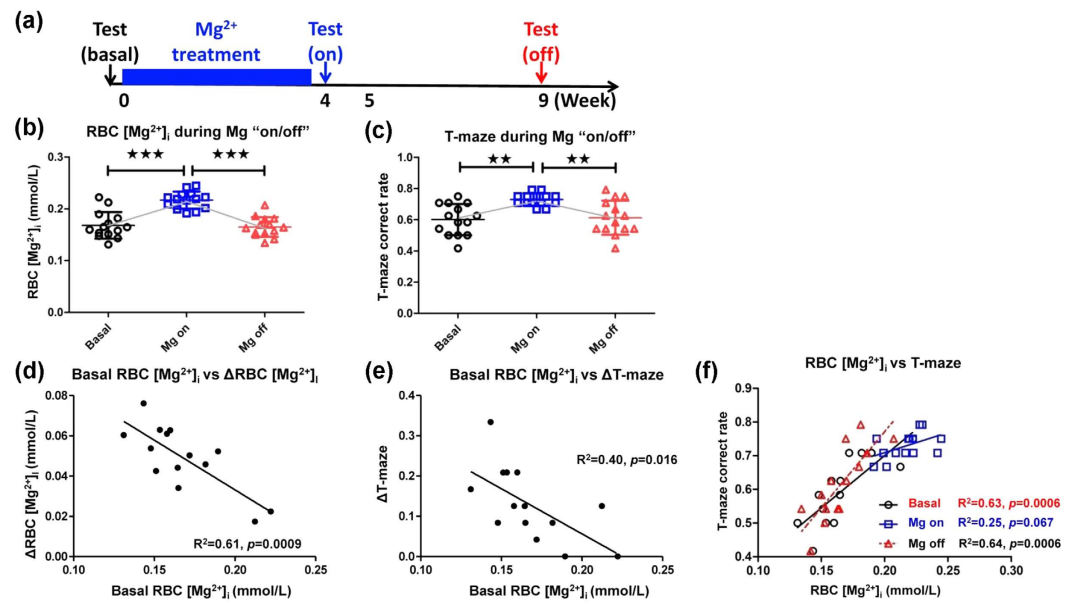 (a)
Test
(basal)
Mg²⁺
treatment
Test
(on)
Test
(off)
0
4
5
9 (Week)
(b)
RBC [Mg²⁺]ᵢ during Mg “on/off”
★★★
★★★
RBC [Mg²⁺]ᵢ (mmol/L)
0.3
0.2
0.1
0.0
Basal
Mg on
Mg off
(c)
T-maze during Mg “on/off”
★★
★★
T-maze correct rate
1.0
0.8
0.6
0.4
0.2
0.0
Basal
Mg on
Mg off
(d)
Basal RBC [Mg²⁺]ᵢ vs ΔRBC [Mg²⁺]ₗ
ΔRBC [Mg²⁺]ᵢ (mmol/L)
0.08
0.06
0.04
0.02
0.00
R²=0.61, p=0.0009
0.10
0.15
0.20
0.25
Basal RBC [Mg²⁺]ᵢ (mmol/L)
(e)
Basal RBC [Mg²⁺]ᵢ vs ΔT-maze
ΔT-maze
0.4
0.3
0.2
0.1
0.0
R²=0.40, p=0.016
0.10
0.15
0.20
0.25
Basal RBC [Mg²⁺]ᵢ (mmol/L)
(f)
RBC [Mg²⁺]ᵢ vs T-maze
T-maze correct rate
0.9
0.8
0.7
0.6
0.5
0.4
Basal R²=0.63, p=0.0006
Mg on R²=0.25, p=0.067
Mg off R²=0.64, p=0.0006
0.10
0.15
0.20
0.25
0.30
RBC [Mg²⁺]ᵢ (mmol/L)